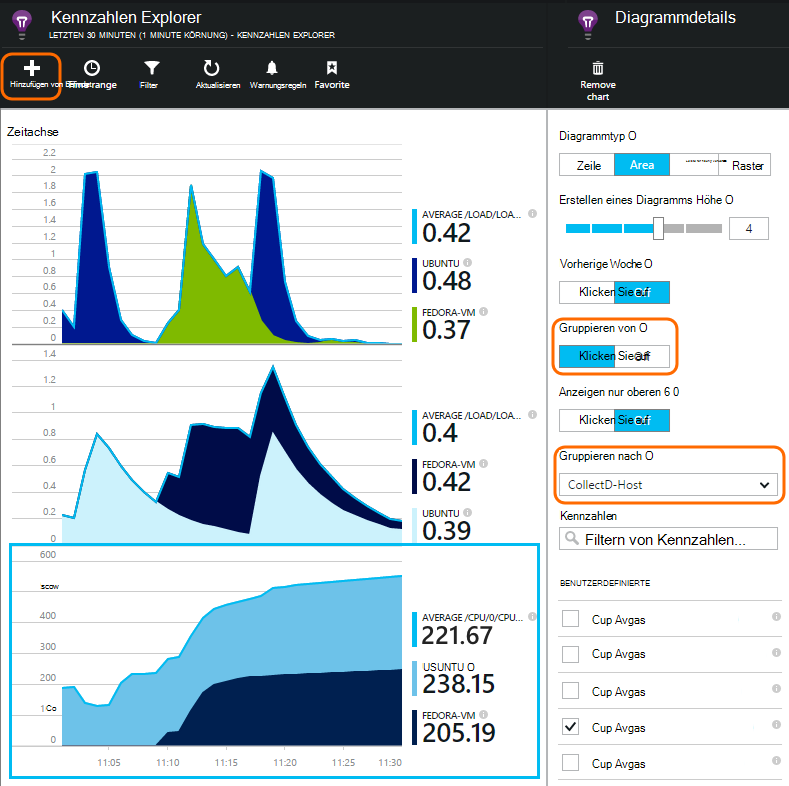 Kennzahlen Explorer
LETZTEN 30 MINUTEN (1 MINUTE KÖRNUNG) - KENNZAHLEN EXPLORER
Hinzufügen von
range
Filter
Aktualisieren
Warnungsregeln
Favorite
Diagrammdetails
Remove
chart
Zeitachse
2.2
2
1.8
1.6
1.4
1.2
1
0.8
0.6
0.4
0.2
0
AVERAGE /LOAD/LOA...
0.42
UBUNTU
0.48
FEDORA-VM
0.37
1.4
1.2
1
0.8
0.6
0.4
0.2
0
AVERAGE /LOAD/LOA...
0.4
FEDORA-VM
0.42
UBUNTU
0.39
600
scow
400
300
200
1 Co
0
11:05
11:10
11:15
11:20
11:25
11:30
AVERAGE /CPU/0/CPU...
221.67
USUNTU O
238.15
FEDORA-VM
205.19
Diagrammtyp O
Zeile
Area
Raster
Erstellen eines Diagramms Höhe O
4
Vorherige Woche O
Klicken Sie auf Off
Gruppieren von O
Klicken Sie auf Off
Anzeigen nur oberen 6 0
Klicken Sie auf Off
Gruppieren nach O
CollectD-Host
Kennzahlen
Filtern von Kennzahlen...
BENUTZERDEFINIERTE
Cup Avgas
Cup Avgas
Cup Avgas
Cup Avgas
Cup Avgas